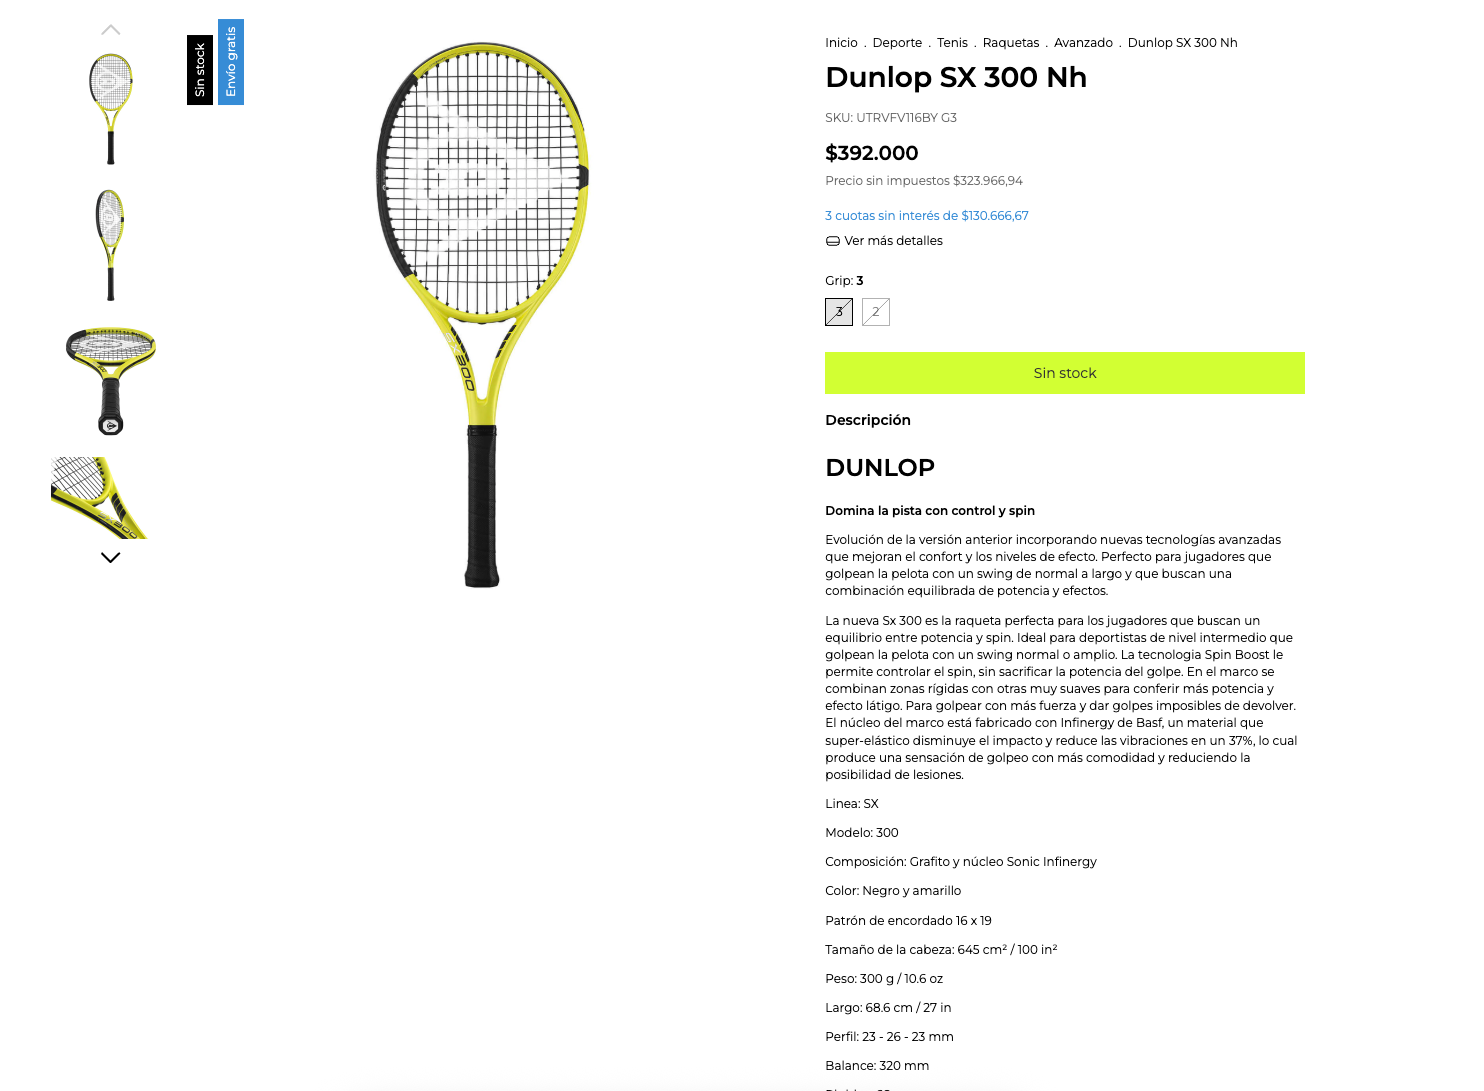 Sin stock
Envío gratis
Inicio . Deporte . Tenis . Raquetas . Avanzado . Dunlop SX 300 Nh
Dunlop SX 300 Nh
SKU: UTRVFV116BY G3
$392.000
Precio sin impuestos $323.966,94
3 cuotas sin interés de $130.666,67
Ver más detalles
Grip: 3
3 2
Sin stock
Descripción
DUNLOP
Domina la pista con control y spin
Evolución de la versión anterior incorporando nuevas tecnologías avanzadas
que mejoran el confort y los niveles de efecto. Perfecto para jugadores que
golpean la pelota con un swing de normal a largo y que buscan una
combinación equilibrada de potencia y efectos.
La nueva Sx 300 es la raqueta perfecta para los jugadores que buscan un
equilibrio entre potencia y spin. Ideal para deportistas de nivel intermedio que
golpean la pelota con un swing normal o amplio. La tecnologia Spin Boost le
permite controlar el spin, sin sacrificar la potencia del golpe. En el marco se
combinan zonas rígidas con otras muy suaves para conferir más potencia y
efecto látigo. Para golpear con más fuerza y dar golpes imposibles de devolver.
El núcleo del marco está fabricado con Infinergy de Basf, un material que
super-elástico disminuye el impacto y reduce las vibraciones en un 37%, lo cual
produce una sensación de golpeo con más comodidad y reduciendo la
posibilidad de lesiones.
Linea: SX
Modelo: 300
Composición: Grafito y núcleo Sonic Infinergy
Color: Negro y amarillo
Patrón de encordado 16 x 19
Tamaño de la cabeza: 645 cm² / 100 in²
Peso: 300 g / 10.6 oz
Largo: 68.6 cm / 27 in
Perfil: 23 - 26 - 23 mm
Balance: 320 mm